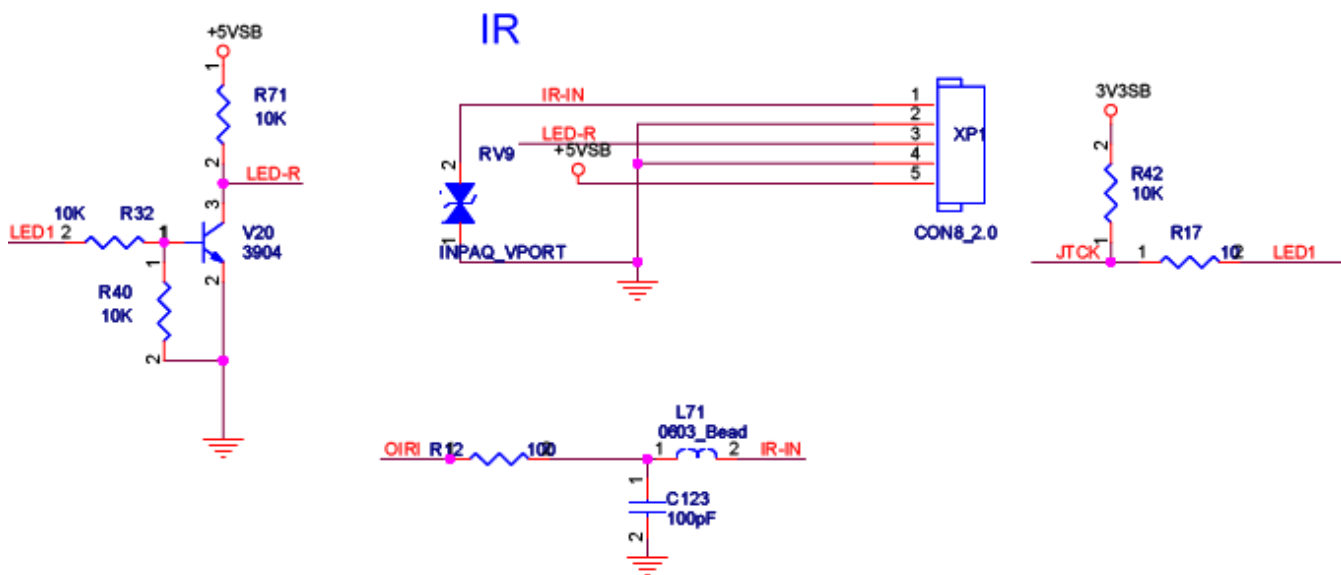 IR
+5VSB
1
R71
10K
2
LED-R
3
LED1
2
10K
R32
1
V20
3904
2
1
R40
10K
2
IR-IN
LED-R
+5VSB
RV9
2
1
INPAQ_VPORT
1
2
3
4
5
XP1
CON8_2.0
3V3SB
2
R42
10K
1
JTCK
1
R17
10
2
LED1
OIRI
1
R12
100
2
L71
0603_Bead
1
2
IR-IN
1
C123
100pF
2